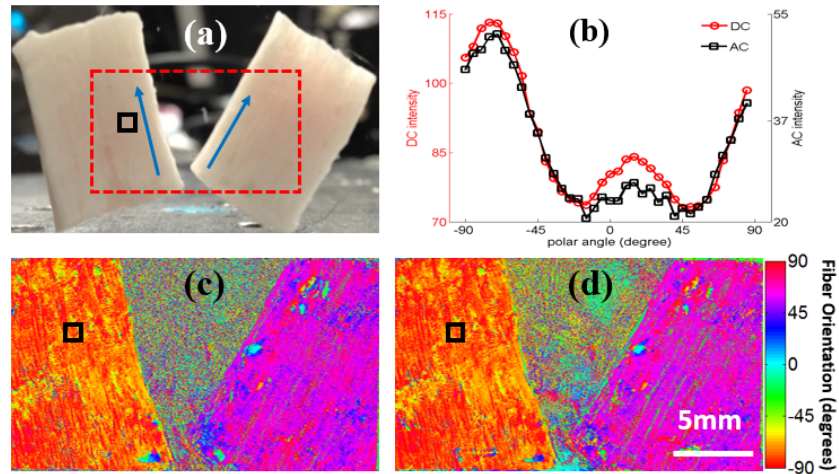 (a)
(b)
115
100
85
70
DC intensity
DC
AC
55
37
20
AC intensity
-90
-45
0
45
90
polar angle (degree)
(c)
(d)
5mm
90
45
0
-45
-90
Fiber Orientation (degrees)